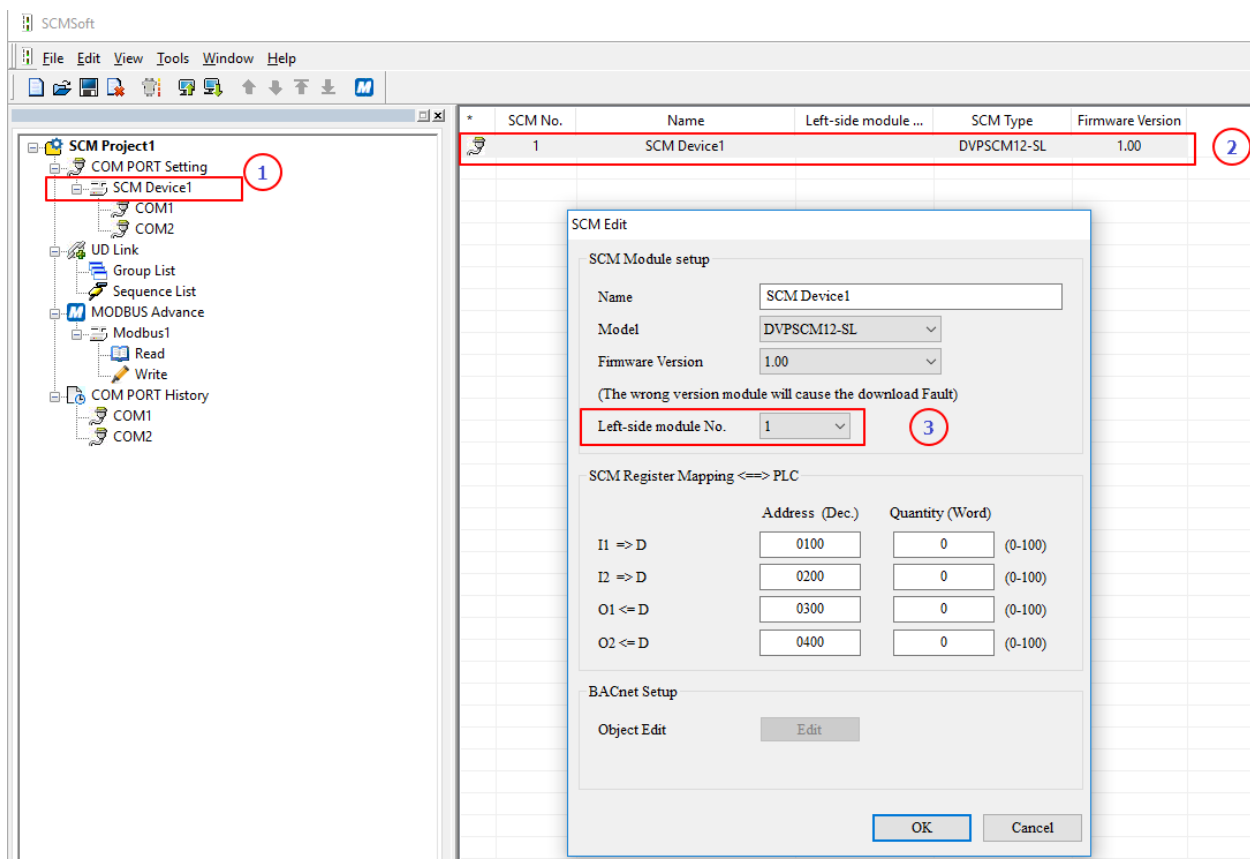 SCMSoft
File Edit View Tools Window Help
SCM Project1
COM PORT Setting
SCM Device1
COM1
COM2
UD Link
Group List
Sequence List
M MODBUS Advance
Modbus1
Read
Write
COM PORT History
COM1
COM2
1
* SCM No. Name Left-side module ... SCM Type Firmware Version
1 SCM Device1 DVPSCM12-SL 1.00
2
SCM Edit
SCM Module setup
Name SCM Device1
Model DVPSCM12-SL
Firmware Version 1.00
(The wrong version module will cause the download Fault)
Left-side module No. 1
3
SCM Register Mapping <==> PLC
Address (Dec.) Quantity (Word)
I1 => D 0100 0 (0-100)
I2 => D 0200 0 (0-100)
O1 <= D 0300 0 (0-100)
O2 <= D 0400 0 (0-100)
BACnet Setup
Object Edit Edit
OK Cancel